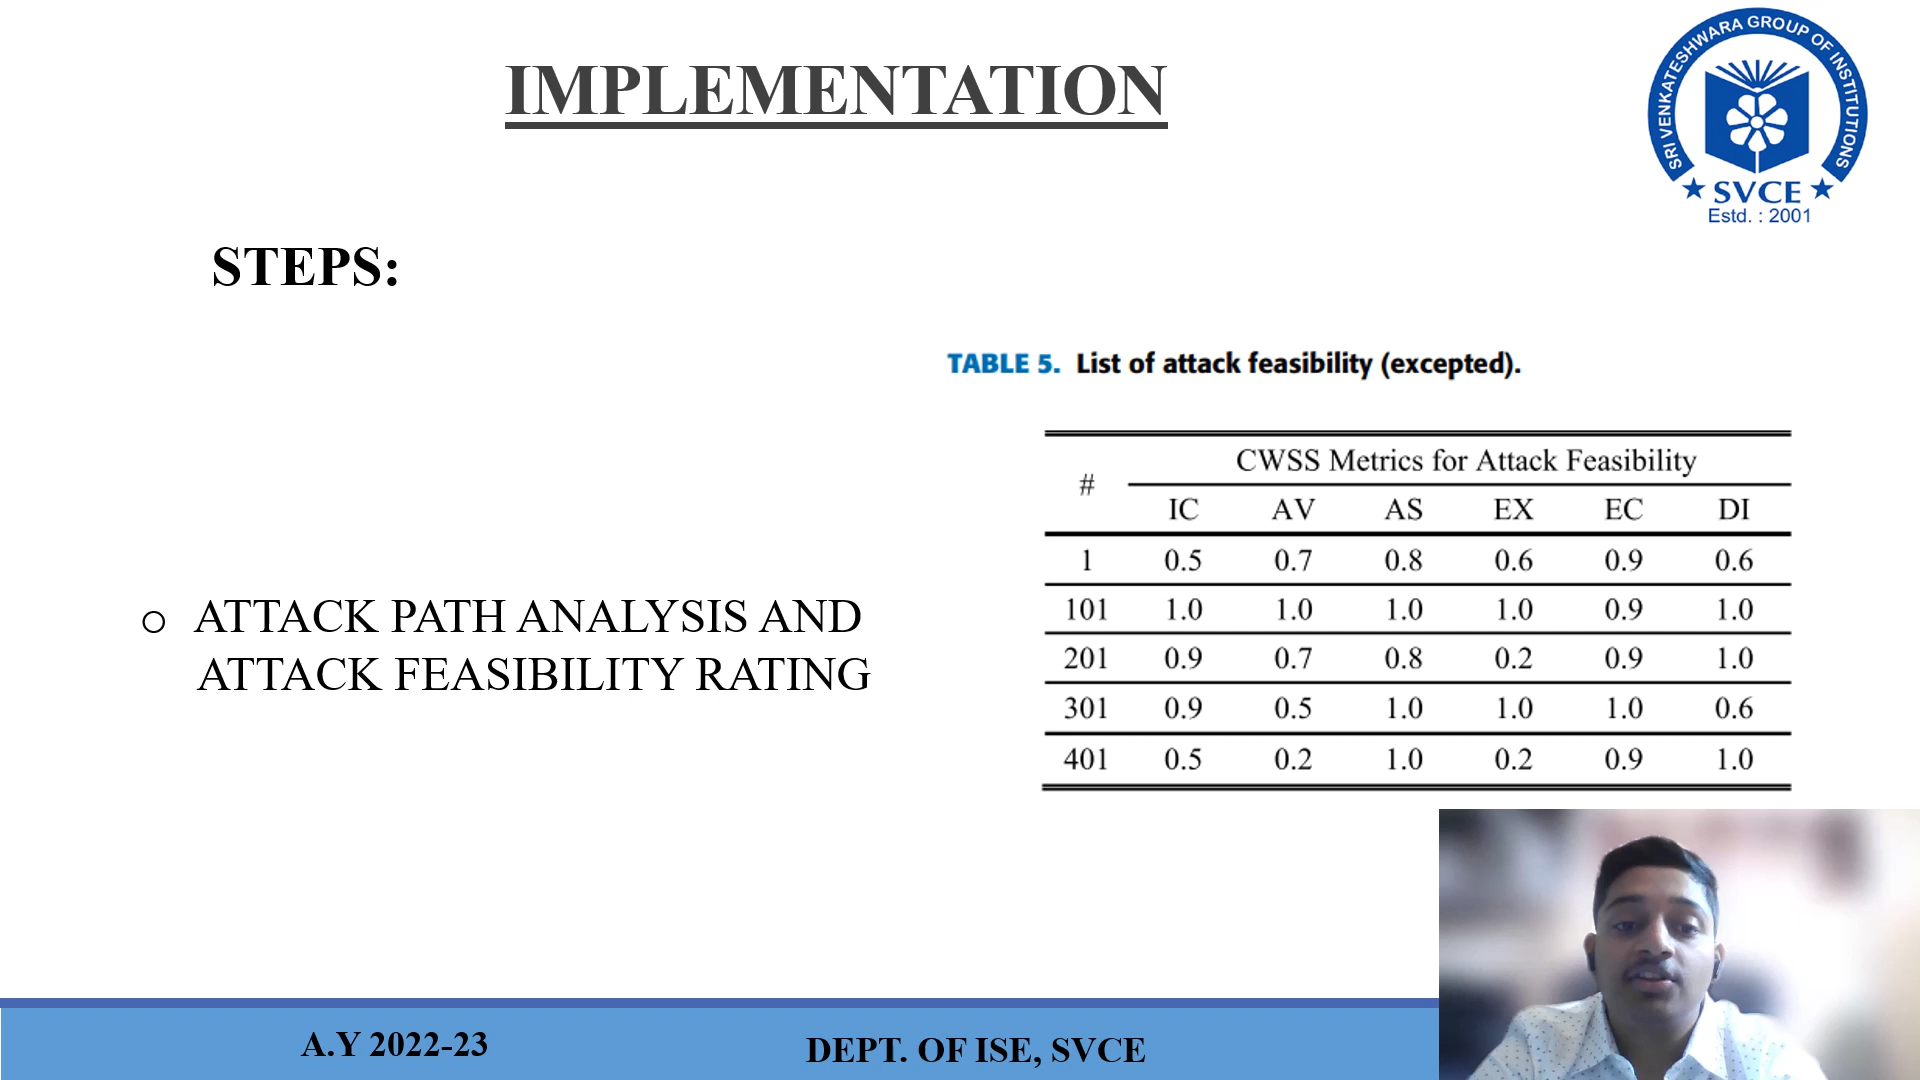 IMPLEMENTATION
SRI VENKATESHWARA GROUP OF INSTITUTIONS
SVCE
Estd. : 2001
STEPS:
TABLE 5. List of attack feasibility (excepted).
# CWSS Metrics for Attack Feasibility
IC AV AS EX EC DI
1 0.5 0.7 0.8 0.6 0.9 0.6
101 1.0 1.0 1.0 1.0 0.9 1.0
201 0.9 0.7 0.8 0.2 0.9 1.0
301 0.9 0.5 1.0 1.0 1.0 0.6
401 0.5 0.2 1.0 0.2 0.9 1.0
ATTACK PATH ANALYSIS AND
ATTACK FEASIBILITY RATING
A.Y 2022-23
DEPT. OF ISE, SVCE